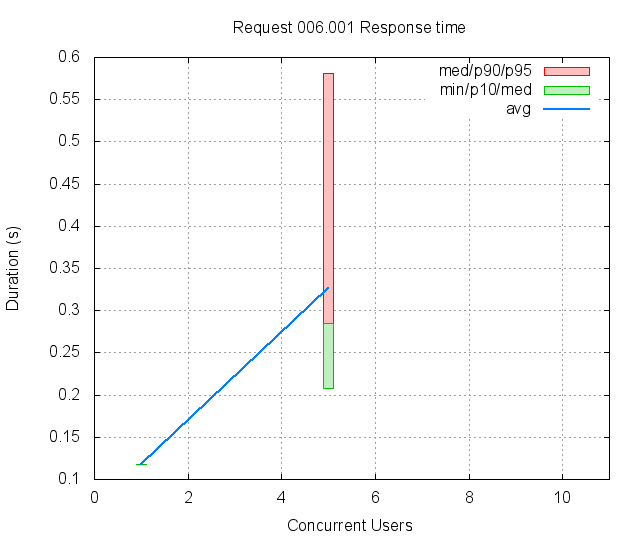 Request 006.001 Response time
0.6
0.55
0.5
0.45
0.4
0.35
0.3
0.25
0.2
0.15
0.1
Duration (s)
med/p90/p95
min/p10/med
avg
0 2 4 6 8 10
Concurrent Users